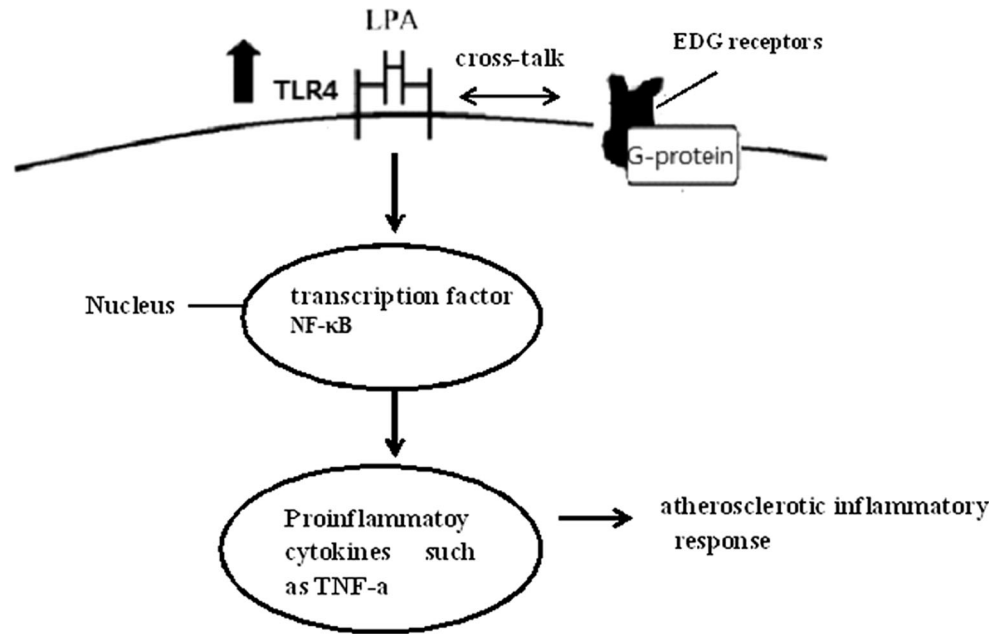 LPA
EDG receptors
cross-talk
TLR4
G-protein
Nucleus
transcription factor
NF-κB
Proinflammatoy
cytokines such
as TNF-a
atherosclerotic inflammatory
response